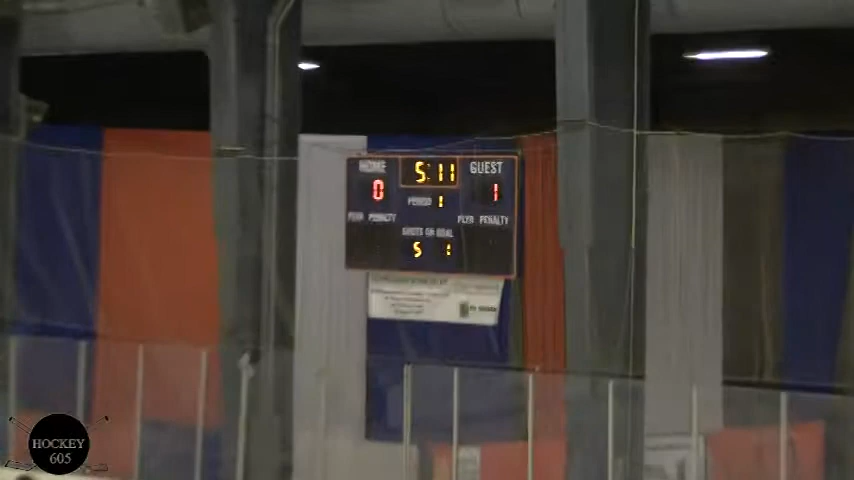 HOME 5:11 GUEST
0 1
PERIOD 1
PLYR PENALTY PLYR PENALTY
SHOTS ON GOAL
5 1
HOCKEY
605